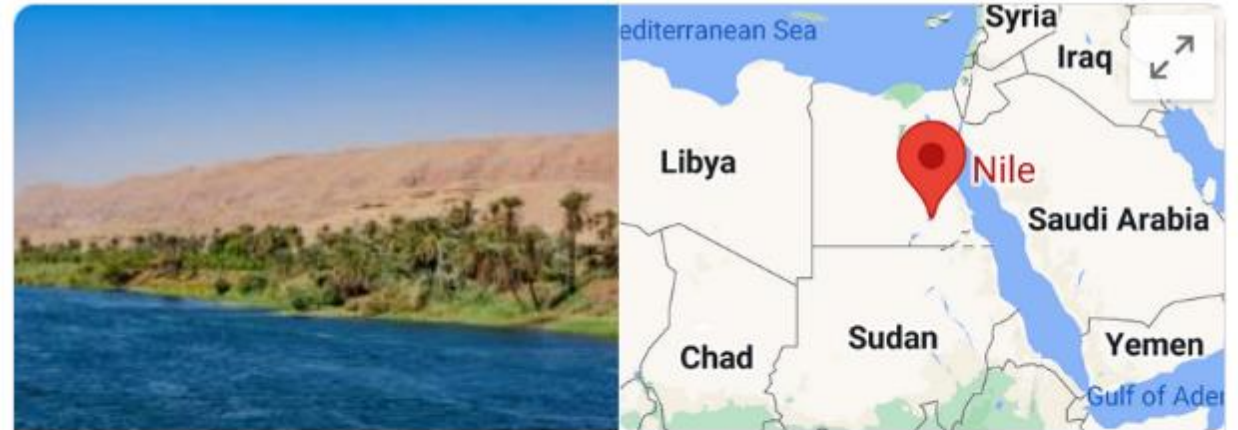 editerranean Sea
Syria
Iraq
Libya
Nile
Saudi Arabia
Chad
Sudan
Yemen
Gulf of Ader